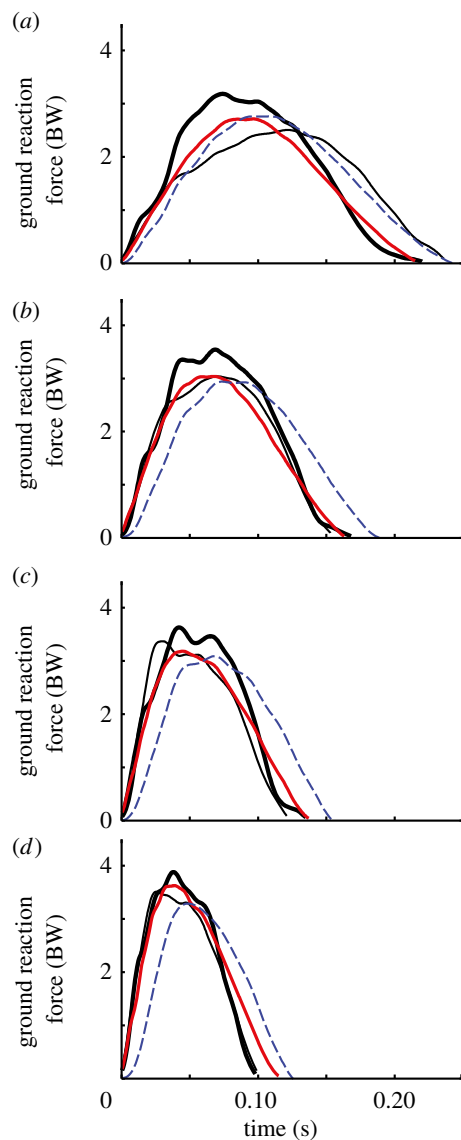 (a)
4
2
0
ground reaction
force (BW)
(b)
4
2
0
ground reaction
force (BW)
(c)
4
2
0
ground reaction
force (BW)
(d)
4
2
ground reaction
force (BW)
0
0.10
0.20
time (s)